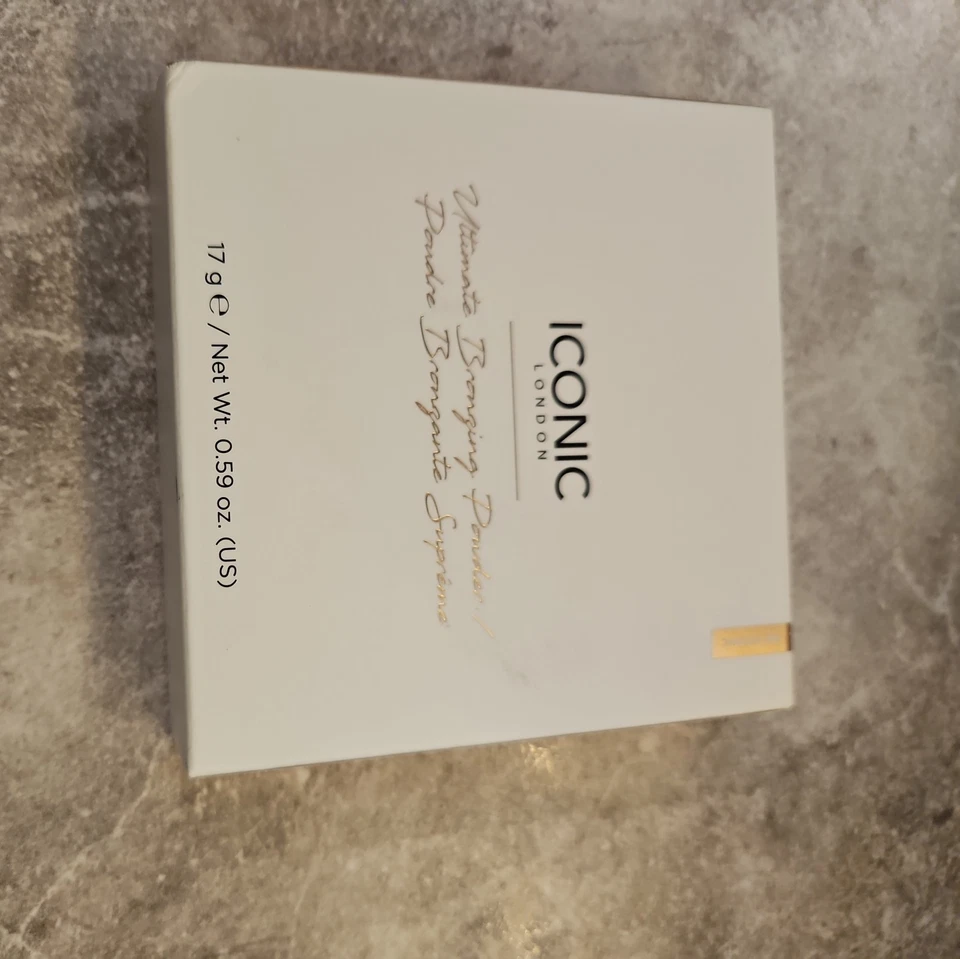 ICONIC
LONDON
Ultimate Bronzing Powder /
Poudre Bronzante Suprême
17 g ℮ / Net Wt. 0.59 oz. (US)